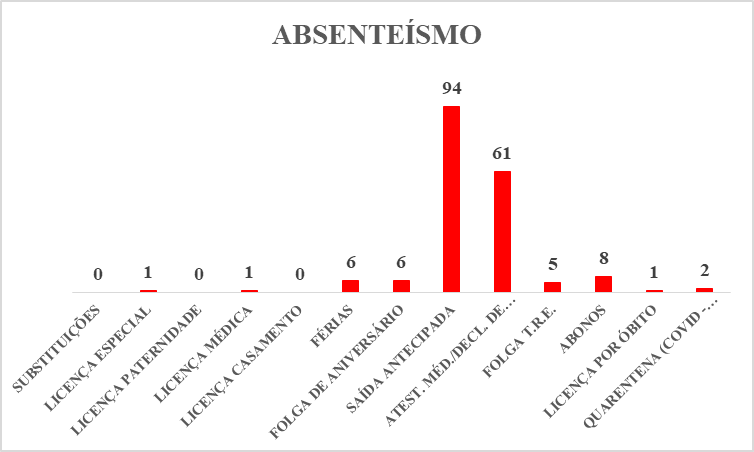 ABSENTEÍSMO
0
1
0
1
0
6
6
94
61
5
8
1
2
SUBSTITUIÇÕES
LICENÇA ESPECIAL
LICENÇA PATERNIDADE
LICENÇA MÉDICA
LICENÇA CASAMENTO
FÉRIAS
FOLGA DE ANIVERSÁRIO
SAÍDA ANTECIPADA
ATEST. MÉD./DECL. DE....
FOLGA T.R.E.
ABONOS
LICENÇA POR ÓBITO
QUARENTENA (COVID -...